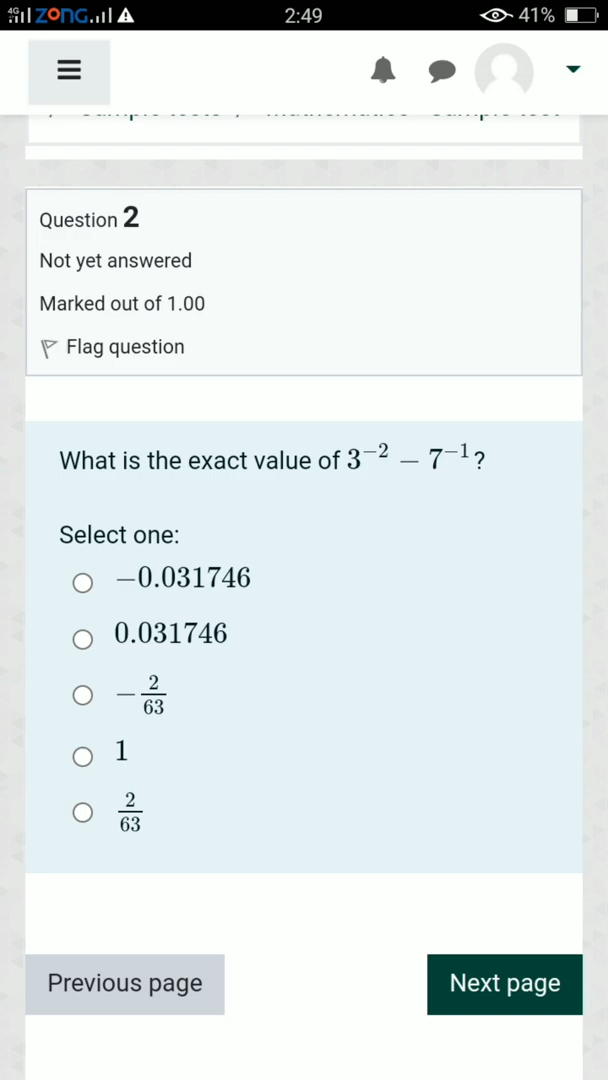 4G ZONG 2:49 41%
Question 2
Not yet answered
Marked out of 1.00
Flag question
What is the exact value of 3⁻² − 7⁻¹?
Select one:
−0.031746
0.031746
−2/63
1
2/63
Previous page Next page